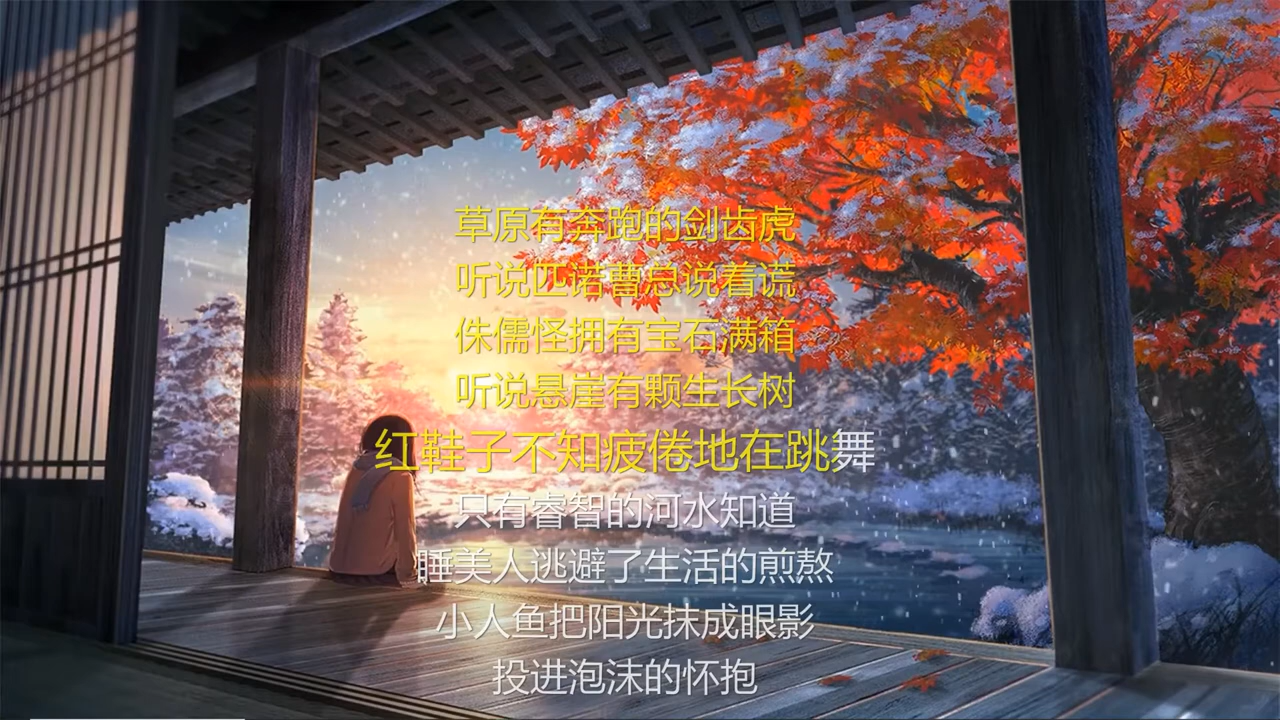 草原有奔跑的剑齿虎
听说匹诺曹总说着谎
侏儒怪拥有宝石满箱
听说悬崖有颗生长树
红鞋子不知疲倦地在跳舞
只有睿智的河水知道
睡美人逃避了生活的煎熬
小人鱼把阳光抹成眼影
投进泡沫的怀抱